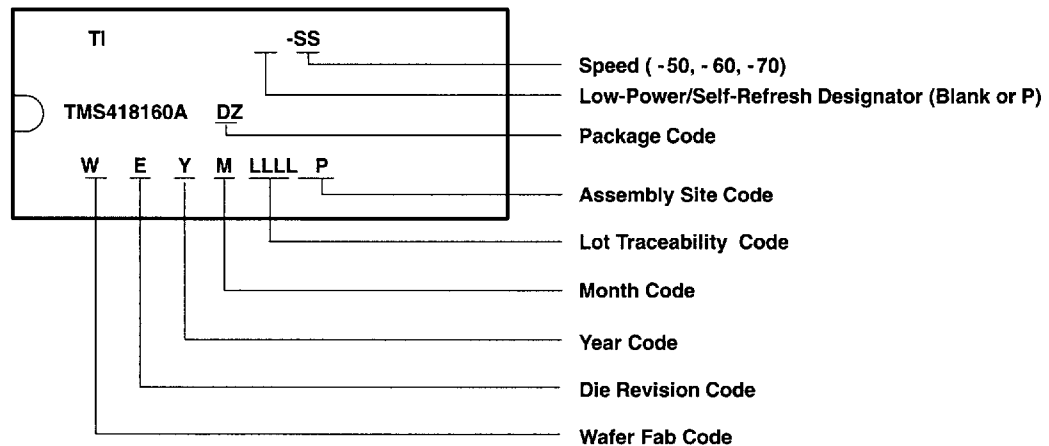 TI -SS
Speed ( -50, - 60, -70)
Low-Power/Self-Refresh Designator (Blank or P)
TMS418160A DZ
Package Code
W E Y M LLLL P
Assembly Site Code
Lot Traceability Code
Month Code
Year Code
Die Revision Code
Wafer Fab Code